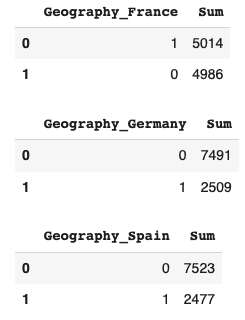 Geography_France Sum
0 1 5014
1 0 4986
Geography_Germany Sum
0 0 7491
1 1 2509
Geography_Spain Sum
0 0 7523
1 1 2477